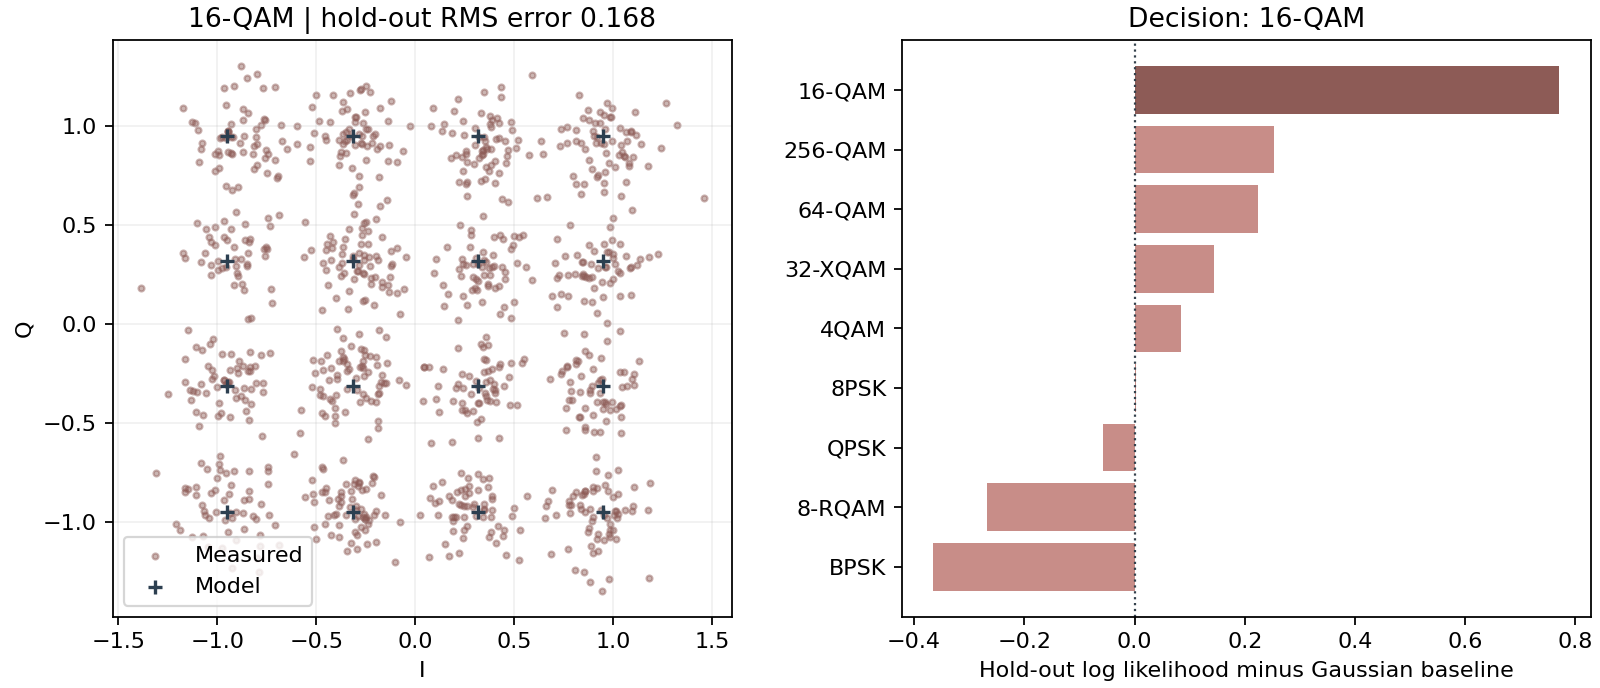 16-QAM | hold-out RMS error 0.168
1.0
0.5
0.0
−0.5
−1.0
Q
Measured
Model
−1.5 −1.0 −0.5 0.0 0.5 1.0 1.5
I
Decision: 16-QAM
16-QAM
256-QAM
64-QAM
32-XQAM
4QAM
8PSK
QPSK
8-RQAM
BPSK
−0.4 −0.2 0.0 0.2 0.4 0.6 0.8
Hold-out log likelihood minus Gaussian baseline